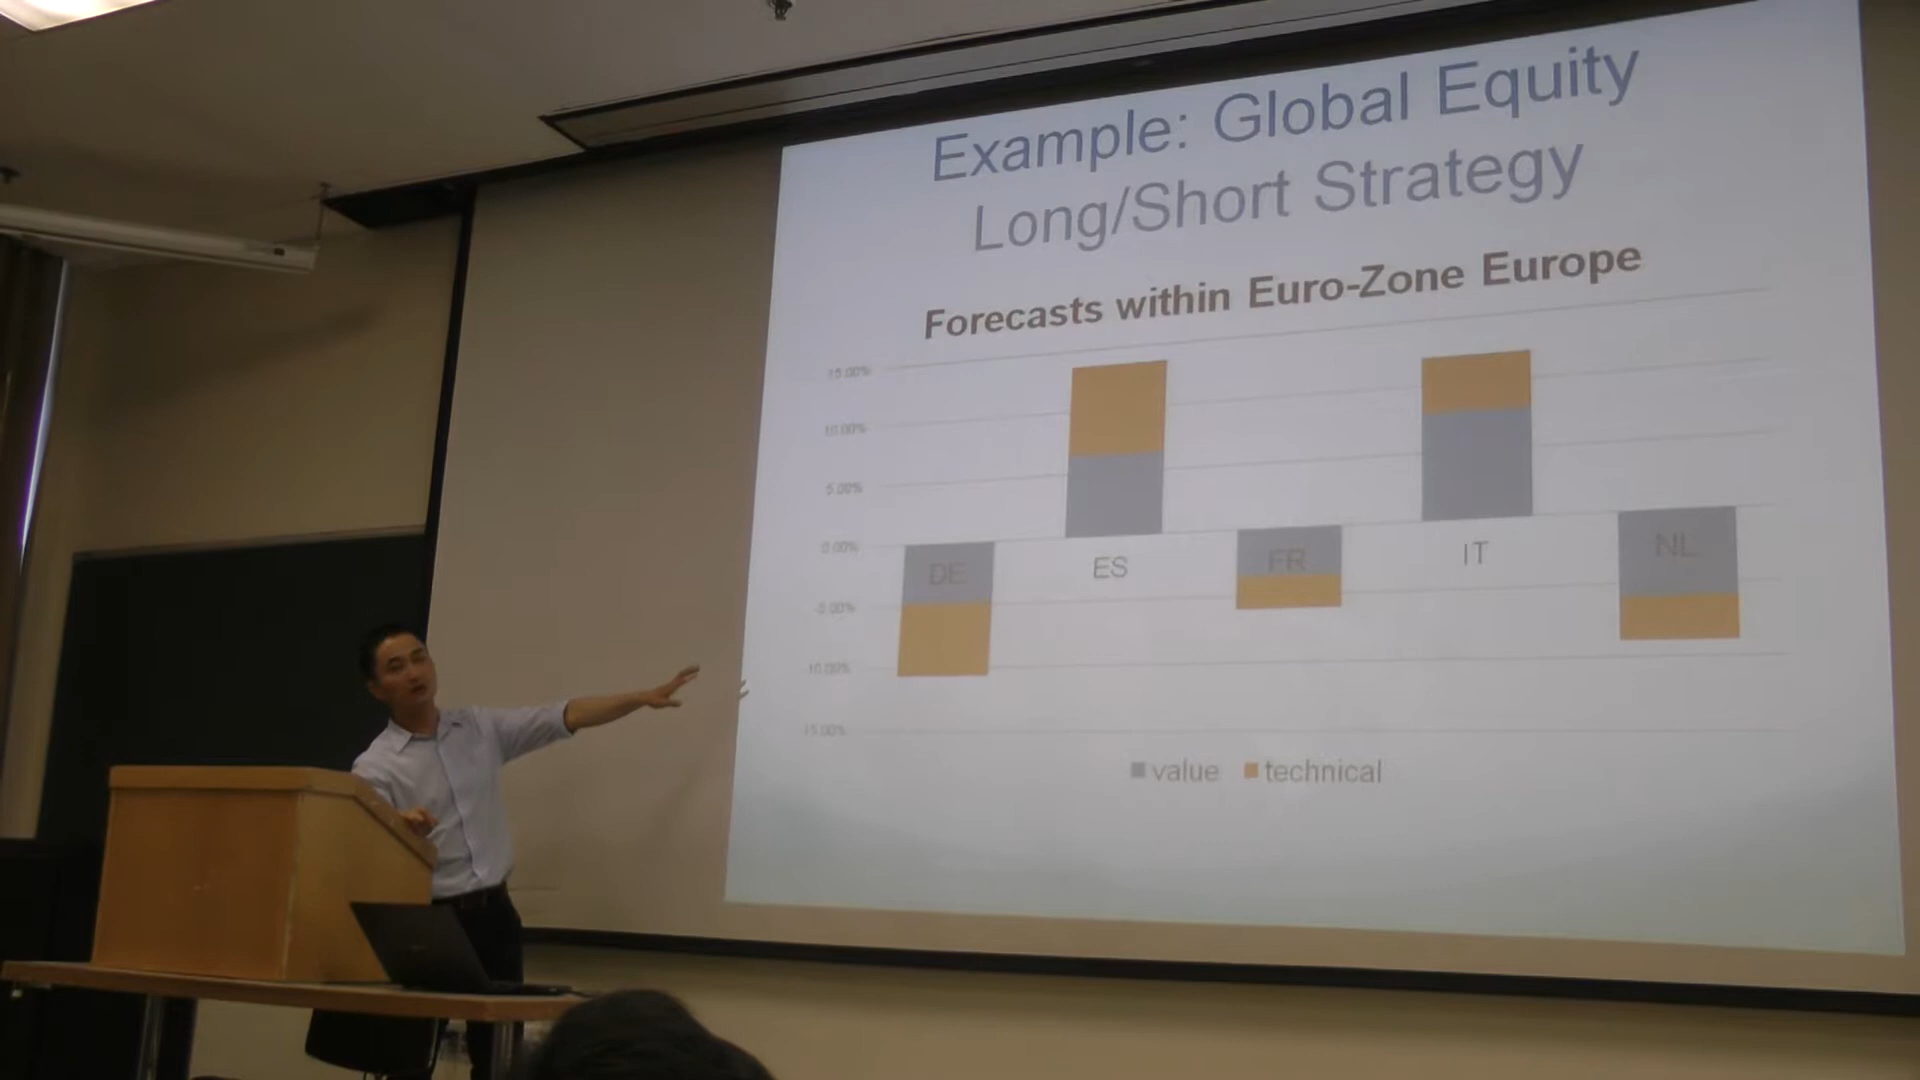 Example: Global Equity
Long/Short Strategy
Forecasts within Euro-Zone Europe
15.00%
10.00%
5.00%
0.00%
-5.00%
-10.00%
-15.00%
DE
ES
FR
IT
NL
value
technical